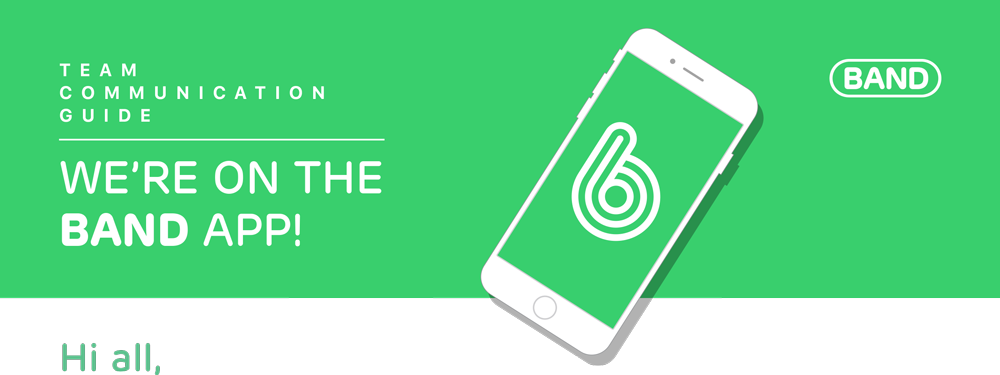 TEAM
COMMUNICATION
GUIDE
WE'RE ON THE
BAND APP!
BAND
Hi all,